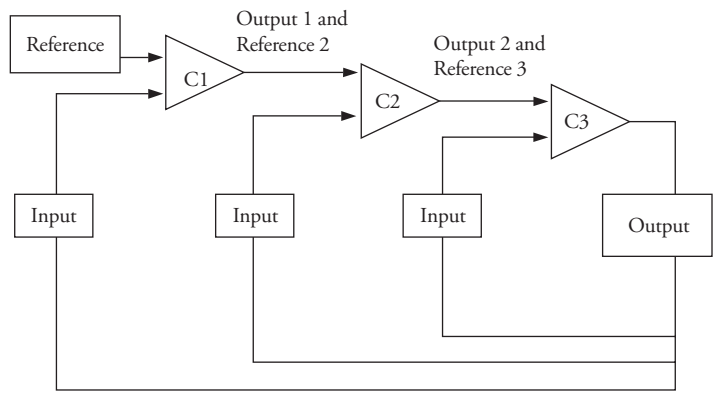 Output 1 and
Reference 2
Reference
Output 2 and
Reference 3
C1
C2
C3
Input
Input
Input
Output